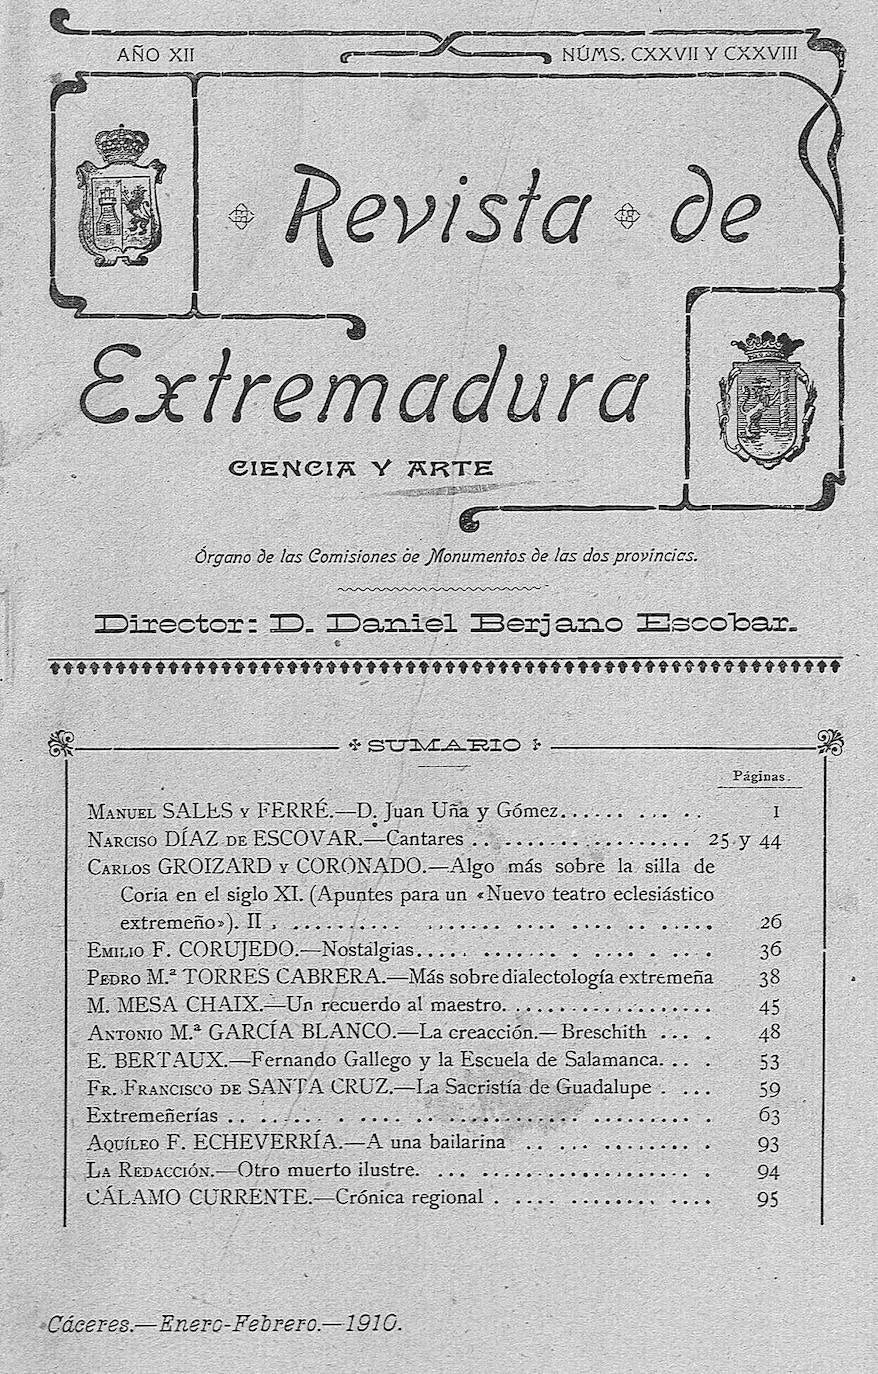 AÑO XII
NÚMS. CXXVII Y CXXVIII
Revista de
Extremadura
CIENCIA Y ARTE
Órgano de las Comisiones de Monumentos de las dos provincias.
Director: D. Daniel Berjano Escobar.
SUMARIO
Páginas.
MANUEL SALES Y FERRÉ.—D. Juan Uña y Gómez...... ... .. 1
NARCISO DÍAZ DE ESCOVAR.—Cantares .................... 25 y 44
CARLOS GROIZARD Y CORONADO.—Algo más sobre la silla de
Coria en el siglo XI. (Apuntes para un «Nuevo teatro eclesiástico
extremeño»). II . .......... ........ .... .. ..... 26
EMILIO F. CORUJEDO.—Nostalgias..... ....... . ..... . .. . 36
PEDRO M.ª TORRES CABRERA.—Más sobre dialectología extremeña 38
M. MESA CHAIX.—Un recuerdo al maestro. .................. 45
ANTONIO M.ª GARCÍA BLANCO.—La creacción.—Breschith ... . 48
E. BERTAUX.—Fernando Gallego y la Escuela de Salamanca. .. . 53
FR. FRANCISCO DE SANTA CRUZ.—La Sacristía de Guadalupe . ... 59
Extremeñerías .. ...... . ........ .............. . 63
AQUÍLEO F. ECHEVERRÍA.—A una bailarina .. ... ........ . 93
LA REDACCIÓN.—Otro muerto ilustre. ... ................ . 94
CÁLAMO CURRENTE.—Crónica regional . .... ......... .... 95
Cáceres.—Enero-Febrero.—1910.